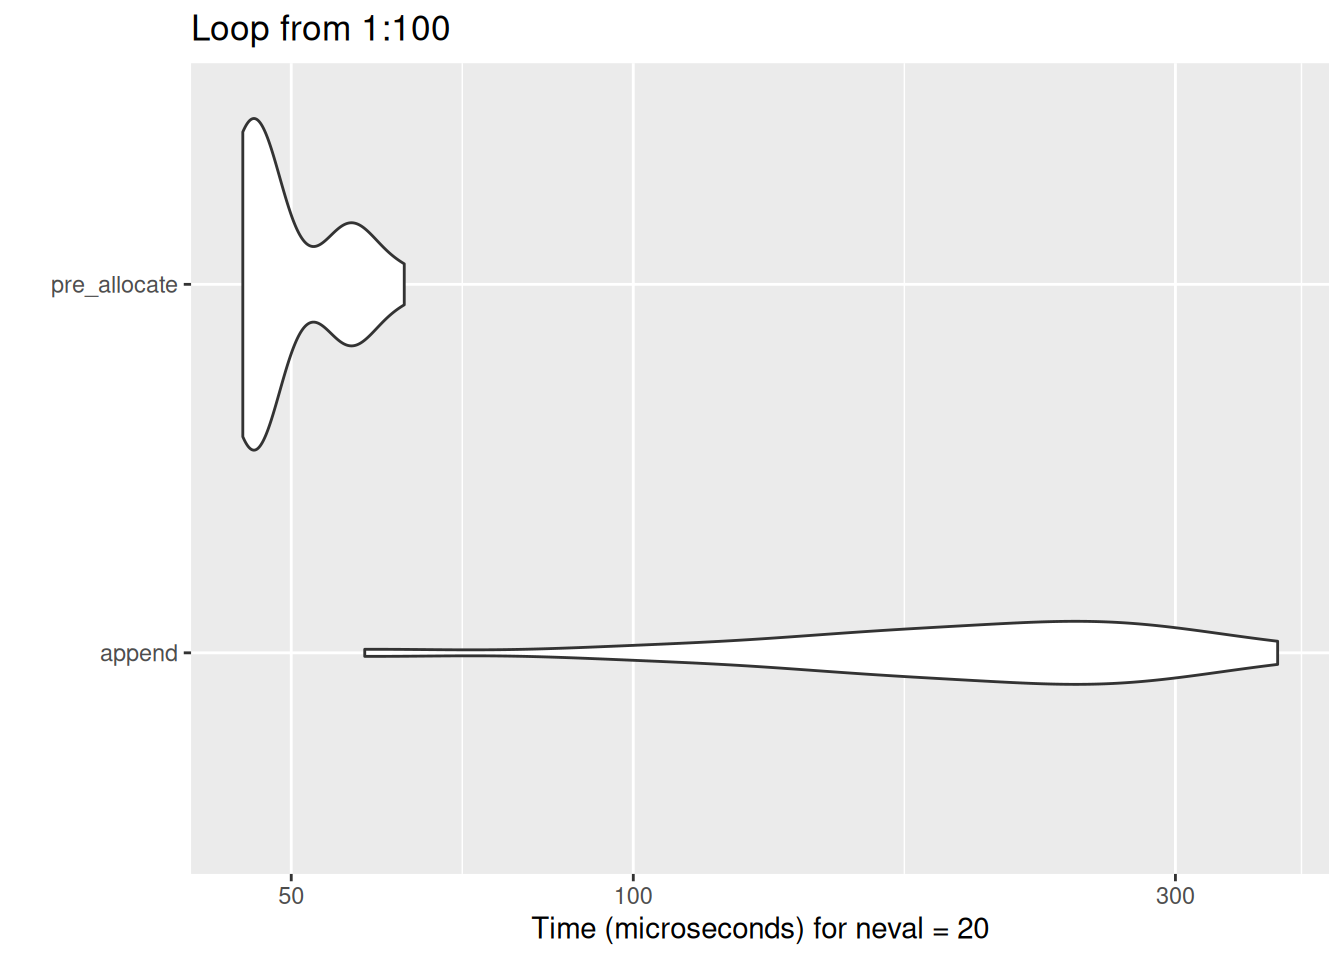 Loop from 1:100
pre_allocate
append
50 100 300
Time (microseconds) for neval = 20